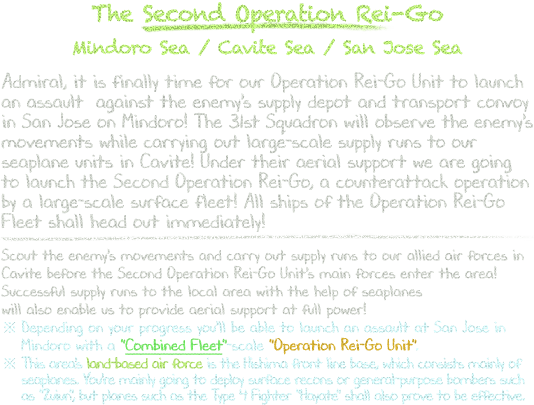 The Second Operation Rei-Go
Mindoro Sea / Cavite Sea / San Jose Sea
Admiral, it is finally time for our Operation Rei-Go Unit to launch
an assault against the enemy's supply depot and transport convoy
in San Jose on Mindoro! The 31st Squadron will observe the enemy's
movements while carrying out large-scale supply runs to our
seaplane units in Cavite! Under their aerial support we are going
to launch the Second Operation Rei-Go, a counterattack operation
by a large-scale surface fleet! All ships of the Operation Rei-Go
Fleet shall head out immediately!
Scout the enemy's movements and carry out supply runs to our allied air forces in
Cavite before the Second Operation Rei-Go Unit's main forces enter the area!
Successful supply runs to the local area with the help of seaplanes
will also enable us to provide aerial support at full power!
※ Depending on your progress you'll be able to launch an assault at San Jose in
Mindoro with a "Combined Fleet" scale "Operation Rei-Go Unit"
※ This area's land-based air force is the Hishima front line base, which consists mainly of
seaplanes. You're mainly going to deploy surface recons or general-purpose bombers such
as "Zuiun", but planes such as the Type 4 Fighter "Hayate" shall also prove to be effective.